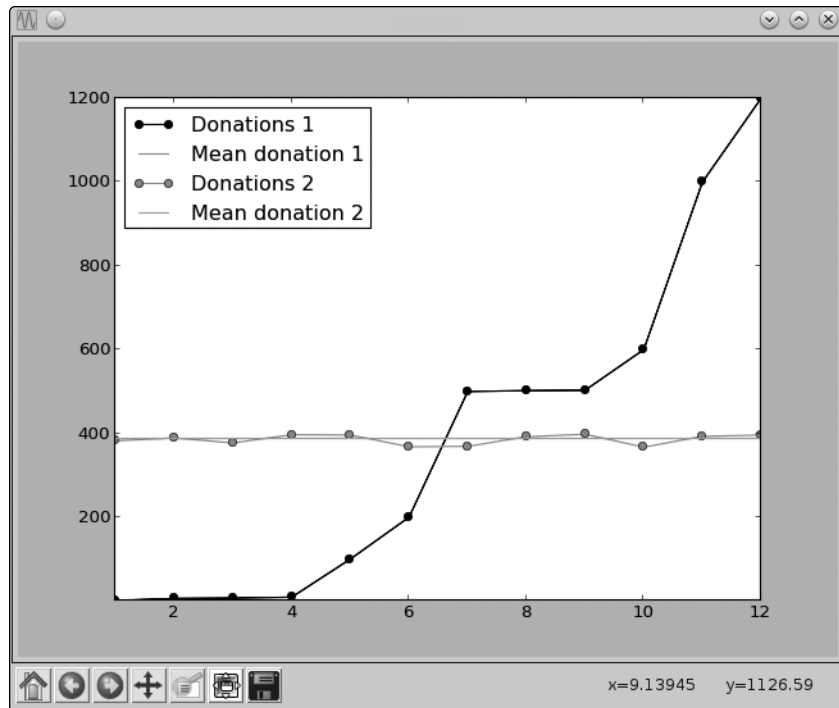 1200
1000
800
600
400
200
Donations 1
Mean donation 1
Donations 2
Mean donation 2
2 4 6 8 10 12
x=9.13945 y=1126.59